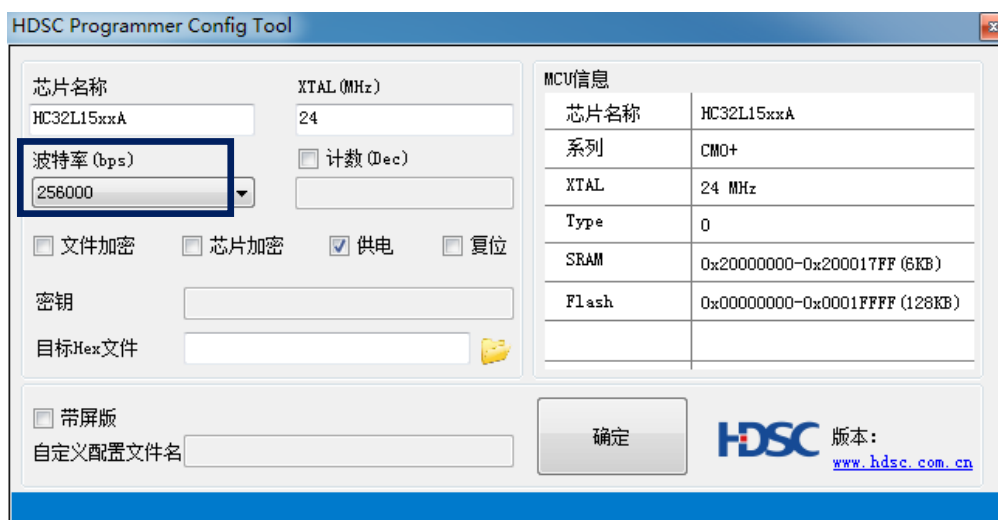 HDSC Programmer Config Tool
芯片名称
XTAL(MHz)
HC32L15xxA
24
波特率(bps)
计数(Dec)
256000
文件加密
芯片加密
供电
复位
密钥
目标Hex文件
MCU信息
芯片名称 HC32L15xxA
系列 CM0+
XTAL 24 MHz
Type 0
SRAM 0x20000000-0x200017FF(6KB)
Flash 0x00000000-0x0001FFFF(128KB)
带屏版
自定义配置文件名
确定
HDSC
版本:
www.hdsc.com.cn